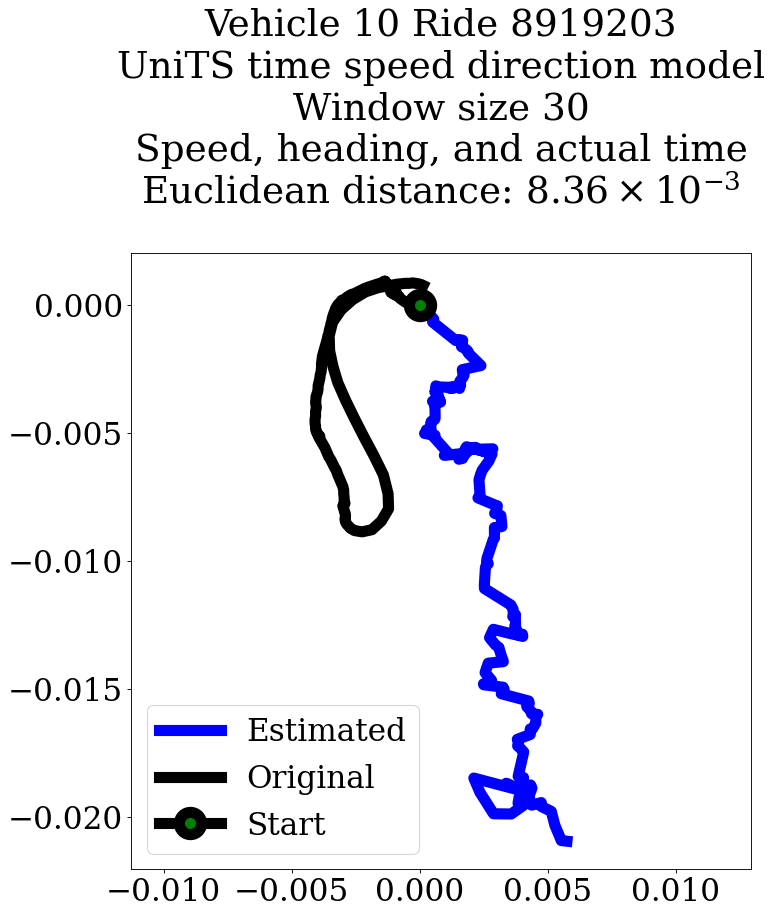 Vehicle 10 Ride 8919203
UniTS time speed direction model
Window size 30
Speed, heading, and actual time
Euclidean distance: 8.36 × 10⁻³
0.000
−0.005
−0.010
−0.015
−0.020
Estimated
Original
Start
−0.010 −0.005 0.000 0.005 0.010